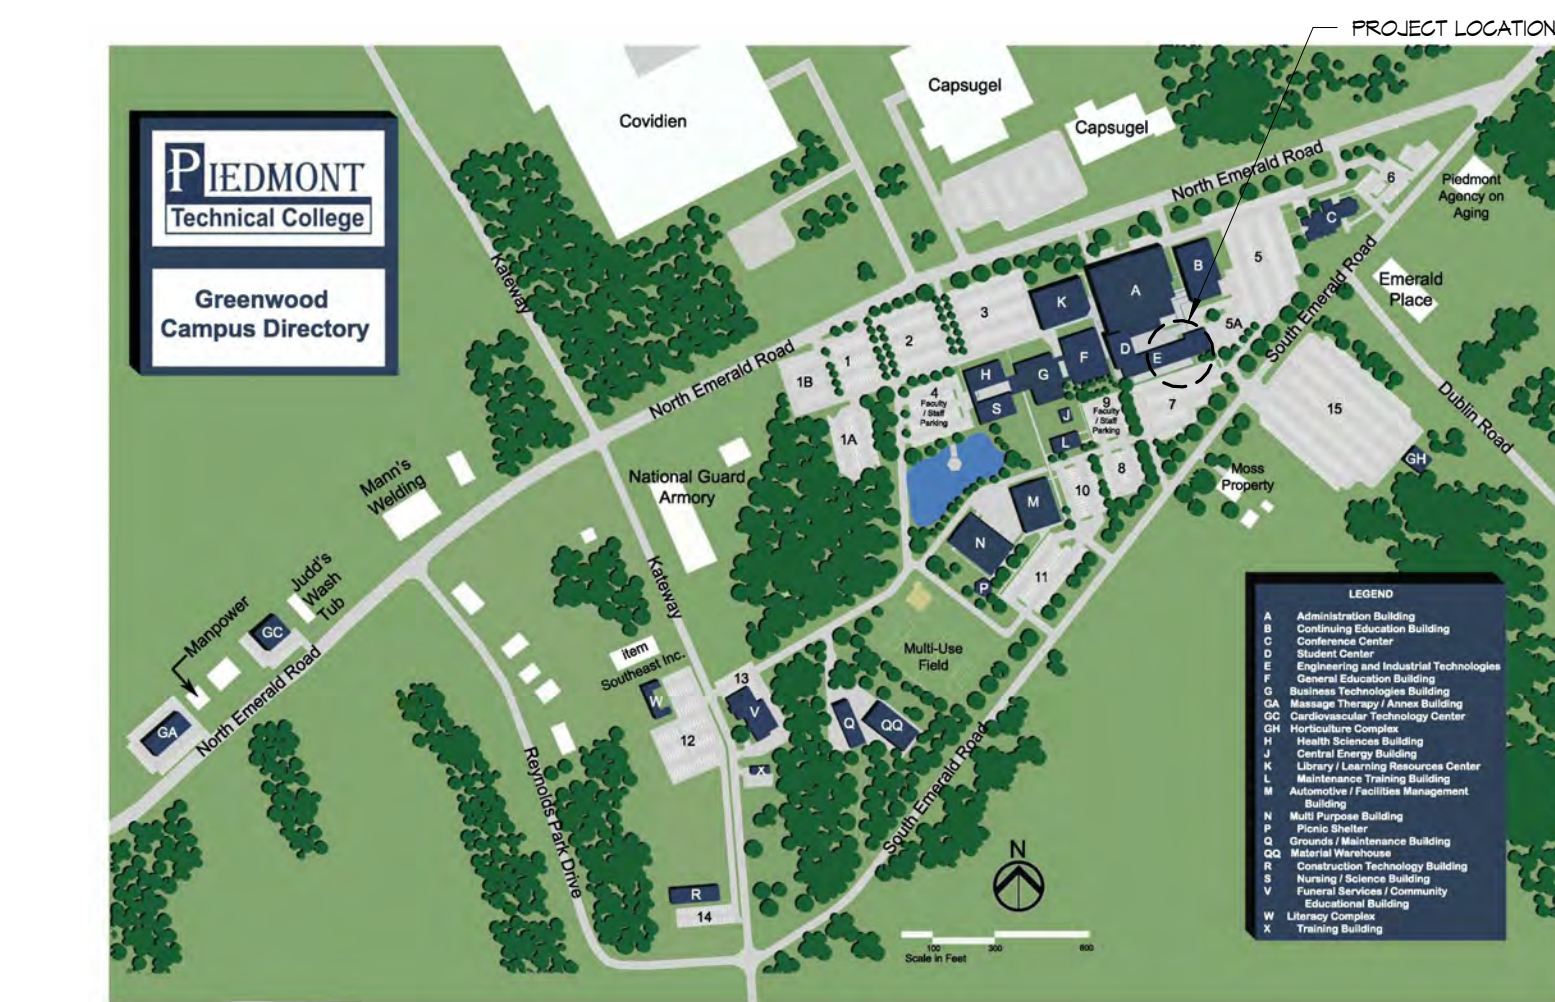 PROJECT LOCATION
PIEDMONT
Technical College
Greenwood
Campus Directory
Covidien
Capsugel
Capsugel
North Emerald Road
Piedmont
Agency on
Aging
Emerald
Place
South Emerald Road
Dublin Road
Kateway
North Emerald Road
6
C
5
B
A
K
3
5A
D
E
F
2
1
1B
H
G
S
4
Faculty
/ Staff
Parking
J
9
Faculty
/ Staff
Parking
7
15
1A
L
8
GH
Moss
Property
10
M
N
11
P
National Guard
Armory
Mann's
Welding
Judd's
Wash
Tub
Manpower
GC
GA
North Emerald Road
Kateway
item
Southeast Inc.
W
12
13
V
X
Q
QQ
Multi-Use
Field
South Emerald Road
Reynolds Park Drive
R
14
N
100
300
600
Scale in Feet
LEGEND
A Administration Building
B Continuing Education Building
C Conference Center
D Student Center
E Engineering and Industrial Technologies
F General Education Building
G Business Technologies Building
GA Massage Therapy / Annex Building
GC Cardiovascular Technology Center
GH Horticulture Complex
H Health Sciences Building
J Central Energy Building
K Library / Learning Resources Center
L Maintenance Training Building
M Automotive / Facilities Management
Building
N Multi Purpose Building
P Picnic Shelter
Q Grounds / Maintenance Building
QQ Material Warehouse
R Construction Technology Building
S Nursing / Science Building
V Funeral Services / Community
Educational Building
W Literacy Complex
X Training Building